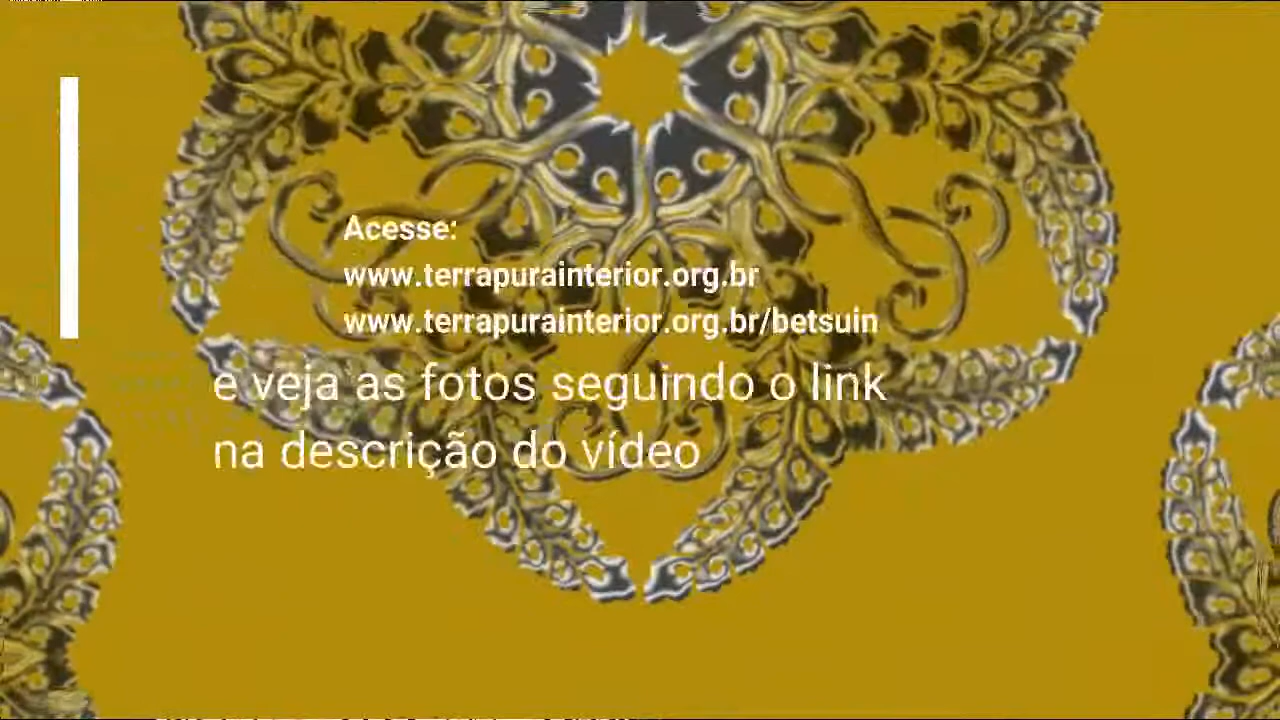 Acesse:
www.terrapurainterior.org.br
www.terrapurainterior.org.br/betsuin
e veja as fotos seguindo o link
na descrição do vídeo